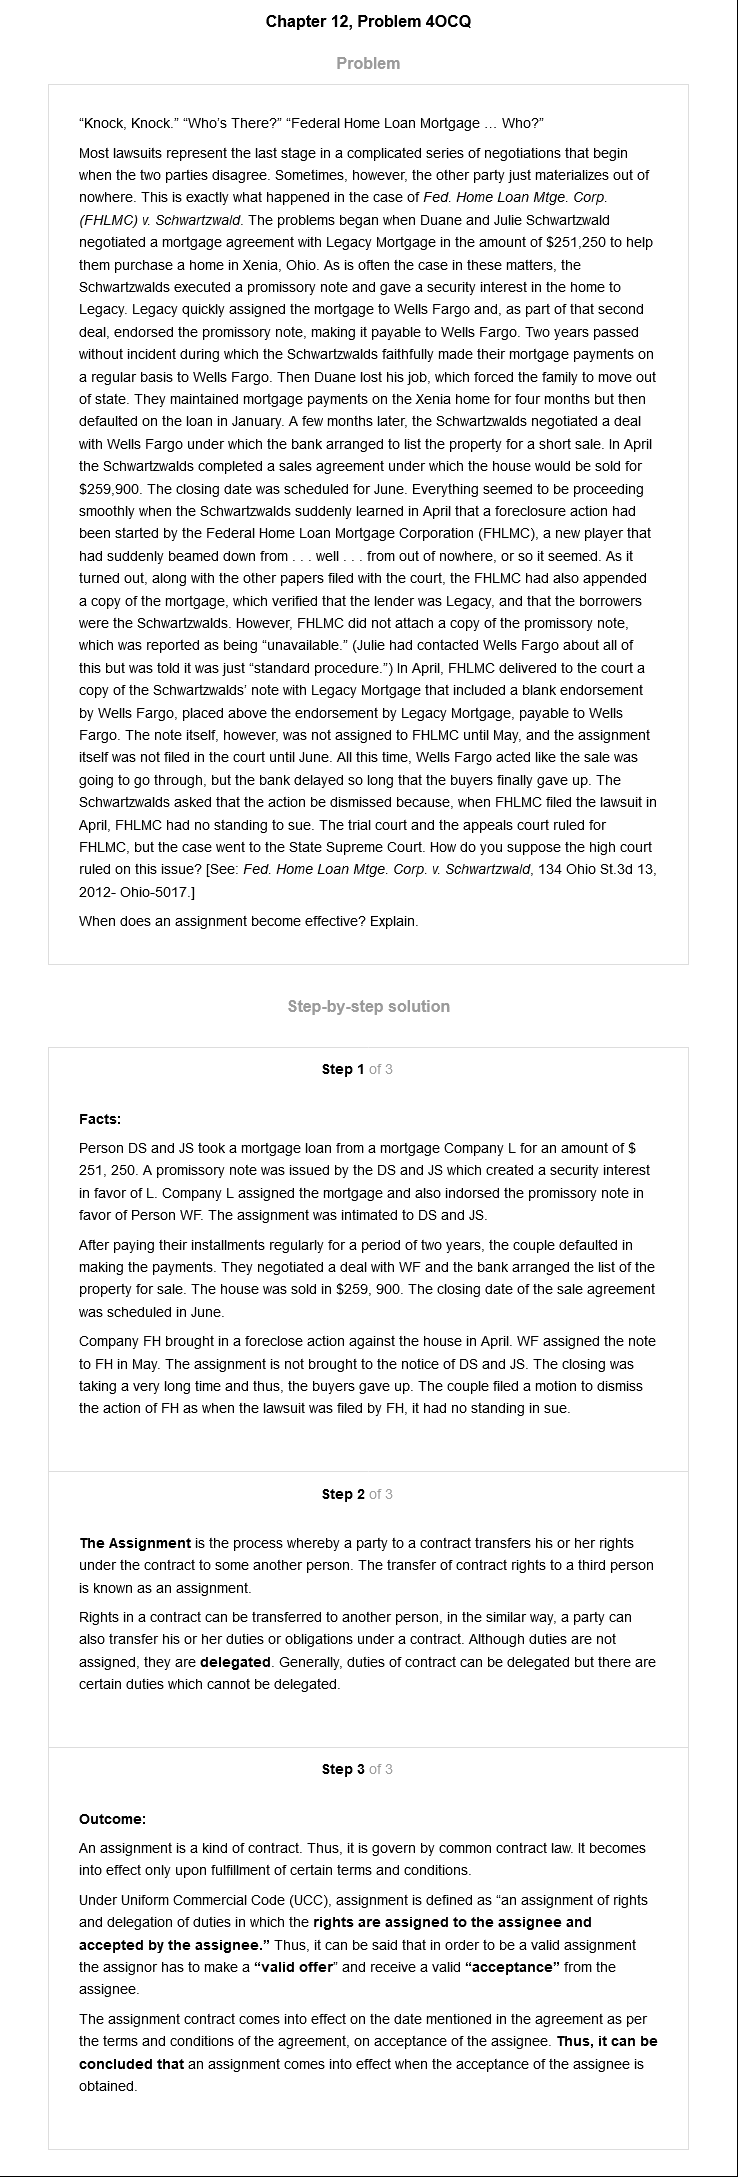 Chapter 12, Problem 4OCQ
Problem
“Knock, Knock.” “Who’s There?” “Federal Home Loan Mortgage … Who?”
Most lawsuits represent the last stage in a complicated series of negotiations that begin
when the two parties disagree. Sometimes, however, the other party just materializes out of
nowhere. This is exactly what happened in the case of Fed. Home Loan Mtge. Corp.
(FHLMC) v. Schwartzwald. The problems began when Duane and Julie Schwartzwald
negotiated a mortgage agreement with Legacy Mortgage in the amount of $251,250 to help
them purchase a home in Xenia, Ohio. As is often the case in these matters, the
Schwartzwalds executed a promissory note and gave a security interest in the home to
Legacy. Legacy quickly assigned the mortgage to Wells Fargo and, as part of that second
deal, endorsed the promissory note, making it payable to Wells Fargo. Two years passed
without incident during which the Schwartzwalds faithfully made their mortgage payments on
a regular basis to Wells Fargo. Then Duane lost his job, which forced the family to move out
of state. They maintained mortgage payments on the Xenia home for four months but then
defaulted on the loan in January. A few months later, the Schwartzwalds negotiated a deal
with Wells Fargo under which the bank arranged to list the property for a short sale. In April
the Schwartzwalds completed a sales agreement under which the house would be sold for
$259,900. The closing date was scheduled for June. Everything seemed to be proceeding
smoothly when the Schwartzwalds suddenly learned in April that a foreclosure action had
been started by the Federal Home Loan Mortgage Corporation (FHLMC), a new player that
had suddenly beamed down from . . . well . . . from out of nowhere, or so it seemed. As it
turned out, along with the other papers filed with the court, the FHLMC had also appended
a copy of the mortgage, which verified that the lender was Legacy, and that the borrowers
were the Schwartzwalds. However, FHLMC did not attach a copy of the promissory note,
which was reported as being “unavailable.” (Julie had contacted Wells Fargo about all of
this but was told it was just “standard procedure.”) In April, FHLMC delivered to the court a
copy of the Schwartzwalds’ note with Legacy Mortgage that included a blank endorsement
by Wells Fargo, placed above the endorsement by Legacy Mortgage, payable to Wells
Fargo. The note itself, however, was not assigned to FHLMC until May, and the assignment
itself was not filed in the court until June. All this time, Wells Fargo acted like the sale was
going to go through, but the bank delayed so long that the buyers finally gave up. The
Schwartzwalds asked that the action be dismissed because, when FHLMC filed the lawsuit in
April, FHLMC had no standing to sue. The trial court and the appeals court ruled for
FHLMC, but the case went to the State Supreme Court. How do you suppose the high court
ruled on this issue? [See: Fed. Home Loan Mtge. Corp. v. Schwartzwald, 134 Ohio St.3d 13,
2012- Ohio-5017.]
When does an assignment become effective? Explain.
Step-by-step solution
Step 1 of 3
Facts:
Person DS and JS took a mortgage loan from a mortgage Company L for an amount of $
251, 250. A promissory note was issued by the DS and JS which created a security interest
in favor of L. Company L assigned the mortgage and also indorsed the promissory note in
favor of Person WF. The assignment was intimated to DS and JS.
After paying their installments regularly for a period of two years, the couple defaulted in
making the payments. They negotiated a deal with WF and the bank arranged the list of the
property for sale. The house was sold in $259, 900. The closing date of the sale agreement
was scheduled in June.
Company FH brought in a foreclose action against the house in April. WF assigned the note
to FH in May. The assignment is not brought to the notice of DS and JS. The closing was
taking a very long time and thus, the buyers gave up. The couple filed a motion to dismiss
the action of FH as when the lawsuit was filed by FH, it had no standing in sue.
Step 2 of 3
The Assignment is the process whereby a party to a contract transfers his or her rights
under the contract to some another person. The transfer of contract rights to a third person
is known as an assignment.
Rights in a contract can be transferred to another person, in the similar way, a party can
also transfer his or her duties or obligations under a contract. Although duties are not
assigned, they are delegated. Generally, duties of contract can be delegated but there are
certain duties which cannot be delegated.
Step 3 of 3
Outcome:
An assignment is a kind of contract. Thus, it is govern by common contract law. It becomes
into effect only upon fulfillment of certain terms and conditions.
Under Uniform Commercial Code (UCC), assignment is defined as “an assignment of rights
and delegation of duties in which the rights are assigned to the assignee and
accepted by the assignee.” Thus, it can be said that in order to be a valid assignment
the assignor has to make a “valid offer” and receive a valid “acceptance” from the
assignee.
The assignment contract comes into effect on the date mentioned in the agreement as per
the terms and conditions of the agreement, on acceptance of the assignee. Thus, it can be
concluded that an assignment comes into effect when the acceptance of the assignee is
obtained.